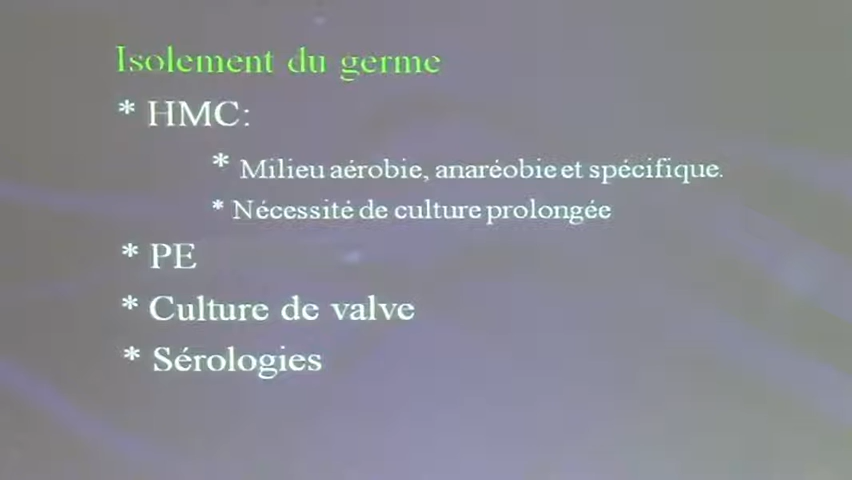 Isolement du germe
* HMC:
* Milieu aérobie, anaréobie et spécifique.
* Nécessité de culture prolongée
* PE
* Culture de valve
* Sérologies